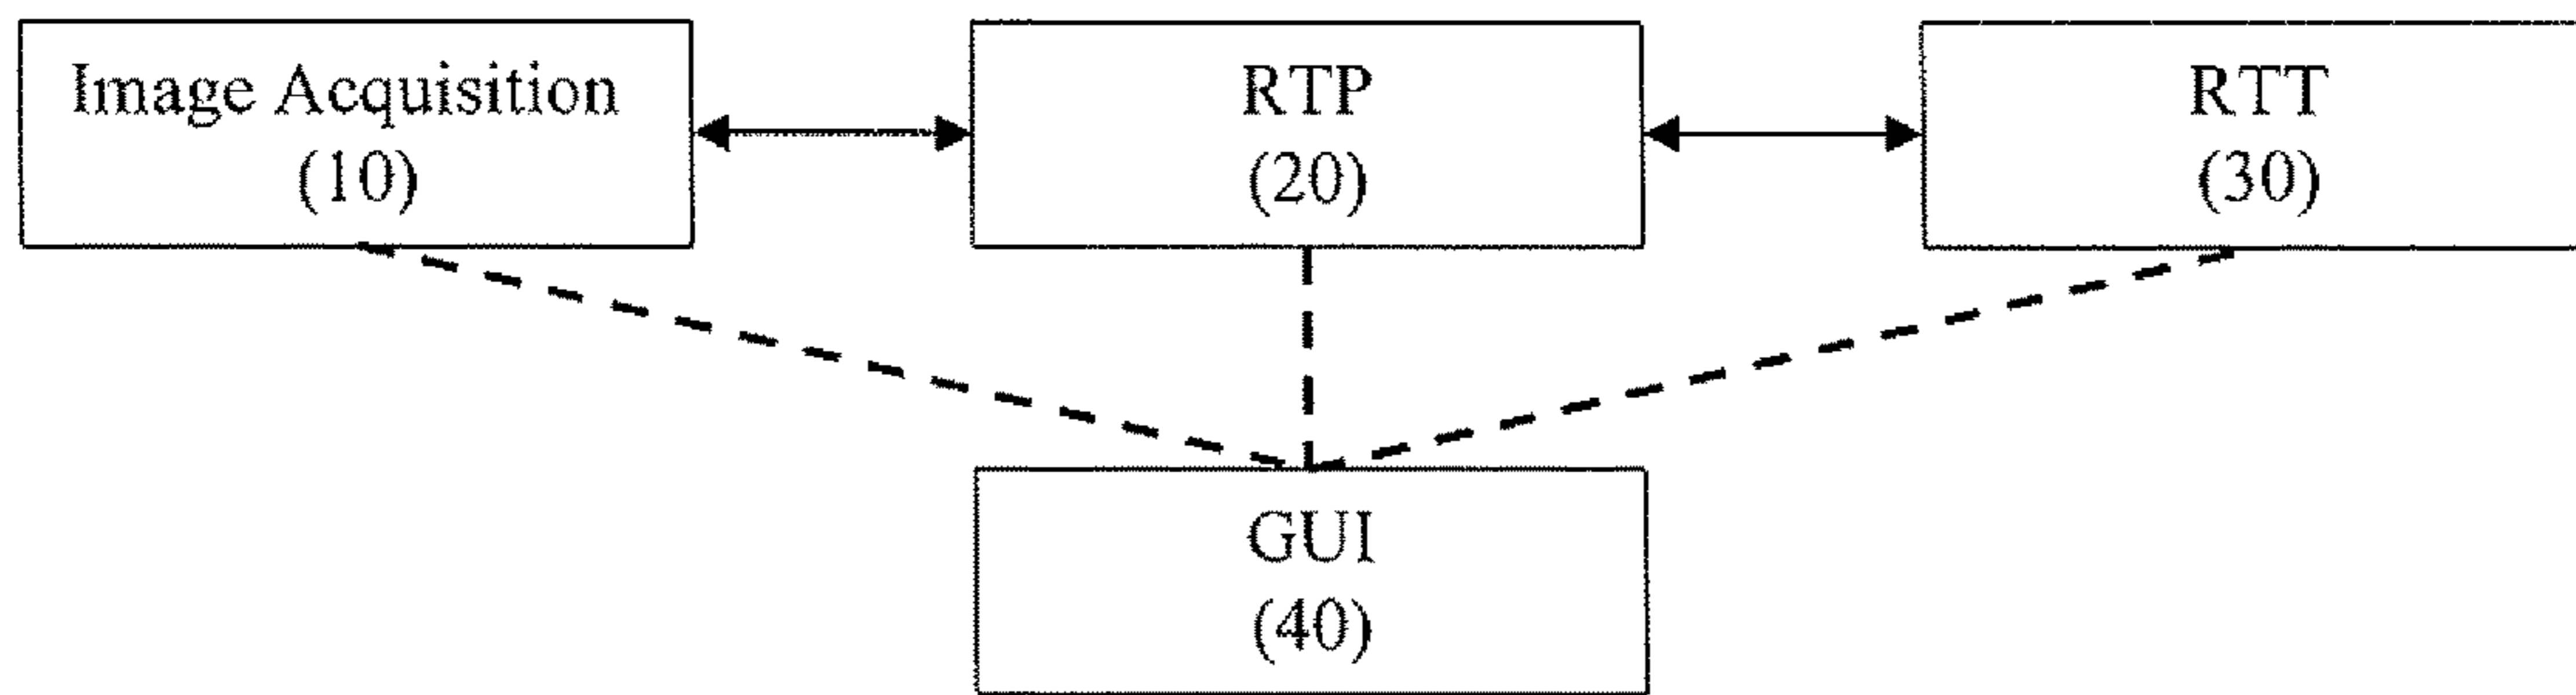 Image Acquisition
(10)
RTP
(20)
RTT
(30)
GUI
(40)